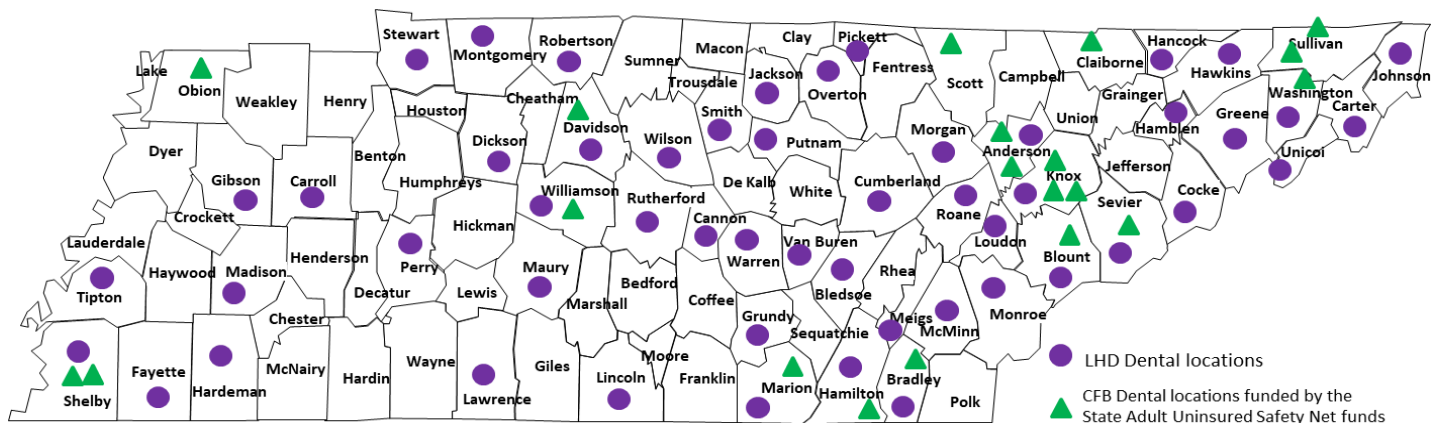 Stewart
Montgomery
Robertson
Sumner
Macon
Clay
Pickett
Trousdale
Jackson
Overton
Fentress
Scott
Campbell
Claiborne
Hancock
Hawkins
Sullivan
Johnson
Lake
Obion
Weakley
Henry
Houston
Cheatham
Davidson
Wilson
Smith
Putnam
Morgan
Anderson
Union
Grainger
Hamblen
Greene
Washington
Carter
Unicoi
Dyer
Gibson
Carroll
Benton
Humphreys
Dickson
Williamson
Rutherford
Cannon
De Kalb
White
Cumberland
Roane
Knox
Jefferson
Sevier
Cocke
Crockett
Lauderdale
Haywood
Madison
Henderson
Decatur
Perry
Hickman
Lewis
Maury
Marshall
Bedford
Coffee
Warren
Van Buren
Bledsoe
Rhea
Loudon
Blount
Monroe
Tipton
Chester
McNairy
Hardin
Wayne
Lawrence
Giles
Lincoln
Moore
Franklin
Grundy
Sequatchie
Meigs
McMinn
Shelby
Fayette
Hardeman
Marion
Hamilton
Bradley
Polk
LHD Dental locations
CFB Dental locations funded by the
State Adult Uninsured Safety Net funds